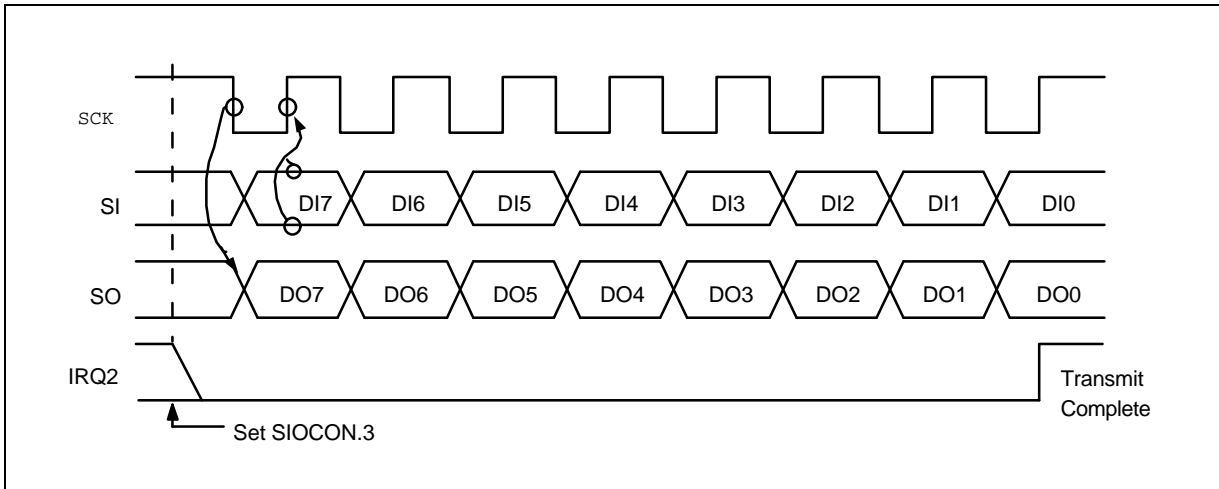 SCK
SI DI7 DI6 DI5 DI4 DI3 DI2 DI1 DI0
SO DO7 DO6 DO5 DO4 DO3 DO2 DO1 DO0
IRQ2
Transmit
Complete
Set SIOCON.3